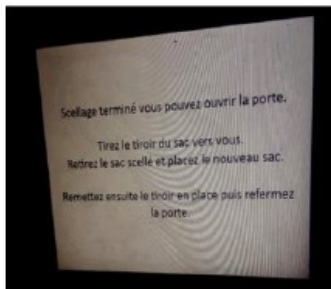 Scellage terminé vous pouvez ouvrir la porte.
Tirez le tiroir du sac vers vous.
Retirez le sac scellé et placez le nouveau sac.
Remettez ensuite le tiroir en place puis refermez
la porte.